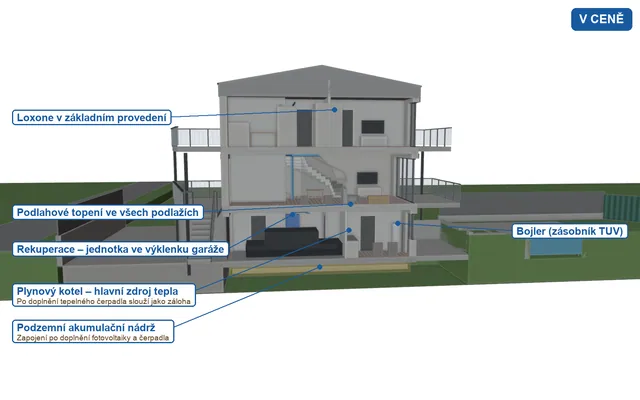 V CENĚ
Loxone v základním provedení
Podlahové topení ve všech podlažích
Bojler (zásobník TUV)
Rekuperace – jednotka ve výklenku garáže
Plynový kotel – hlavní zdroj tepla
Po doplnění tepelného čerpadla slouží jako záloha
Podzemní akumulační nádrž
Zapojení po doplnění fotovoltaiky a čerpadla